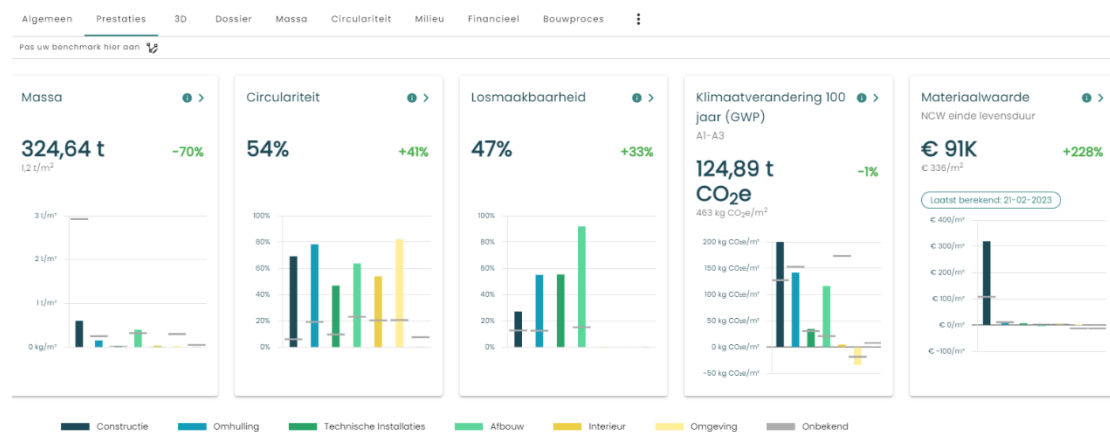 Algemeen Prestaties 3D Dossier Massa Circulariteit Milieu Financieel Bouwproces
Pas uw benchmark hier aan
Massa
324,64 t -70%
1,2 t/m²
3 t/m²
2 t/m²
1 t/m²
0 kg/m²
Circulariteit
54% +41%
100%
80%
60%
40%
20%
0%
Losmaakbaarheid
47% +33%
100%
80%
60%
40%
20%
0%
Klimaatverandering 100
jaar (GWP)
A1-A3
124,89 t -1%
CO₂e
463 kg CO₂e/m²
200 kg CO₂e/m²
150 kg CO₂e/m²
100 kg CO₂e/m²
50 kg CO₂e/m²
0 kg CO₂e/m²
-50 kg CO₂e/m²
Materiaalwaarde
NCW einde levensduur
€ 91K +228%
€ 336/m²
Laatst berekend: 21-02-2023
€ 400/m²
€ 300/m²
€ 200/m²
€ 100/m²
€ 0/m²
€ -100/m²
Constructie Omhulling Technische Installaties Afbouw Interieur Omgeving Onbekend